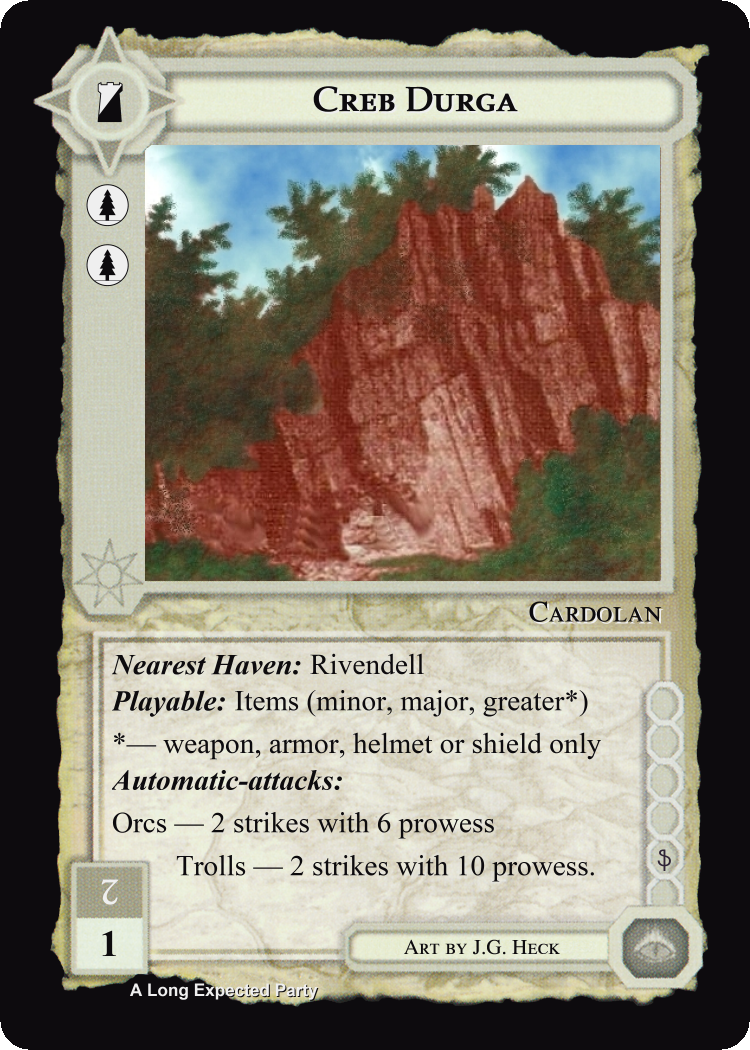 Creb Durga
Cardolan
Nearest Haven: Rivendell
Playable: Items (minor, major, greater*)
*— weapon, armor, helmet or shield only
Automatic-attacks:
Orcs — 2 strikes with 6 prowess
Trolls — 2 strikes with 10 prowess.
2
1
Art by J.G. Heck
A Long Expected Party